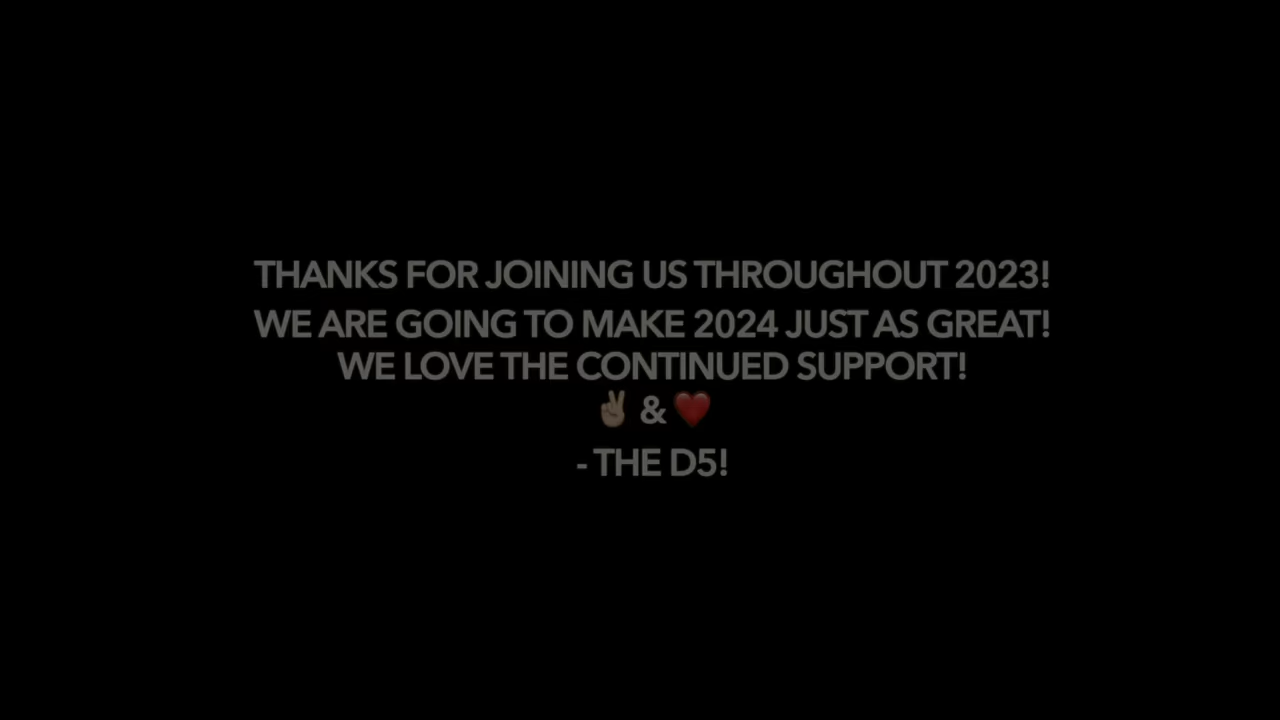 THANKS FOR JOINING US THROUGHOUT 2023!
WE ARE GOING TO MAKE 2024 JUST AS GREAT!
WE LOVE THE CONTINUED SUPPORT!
✌🏼 & ❤️
- THE D5!